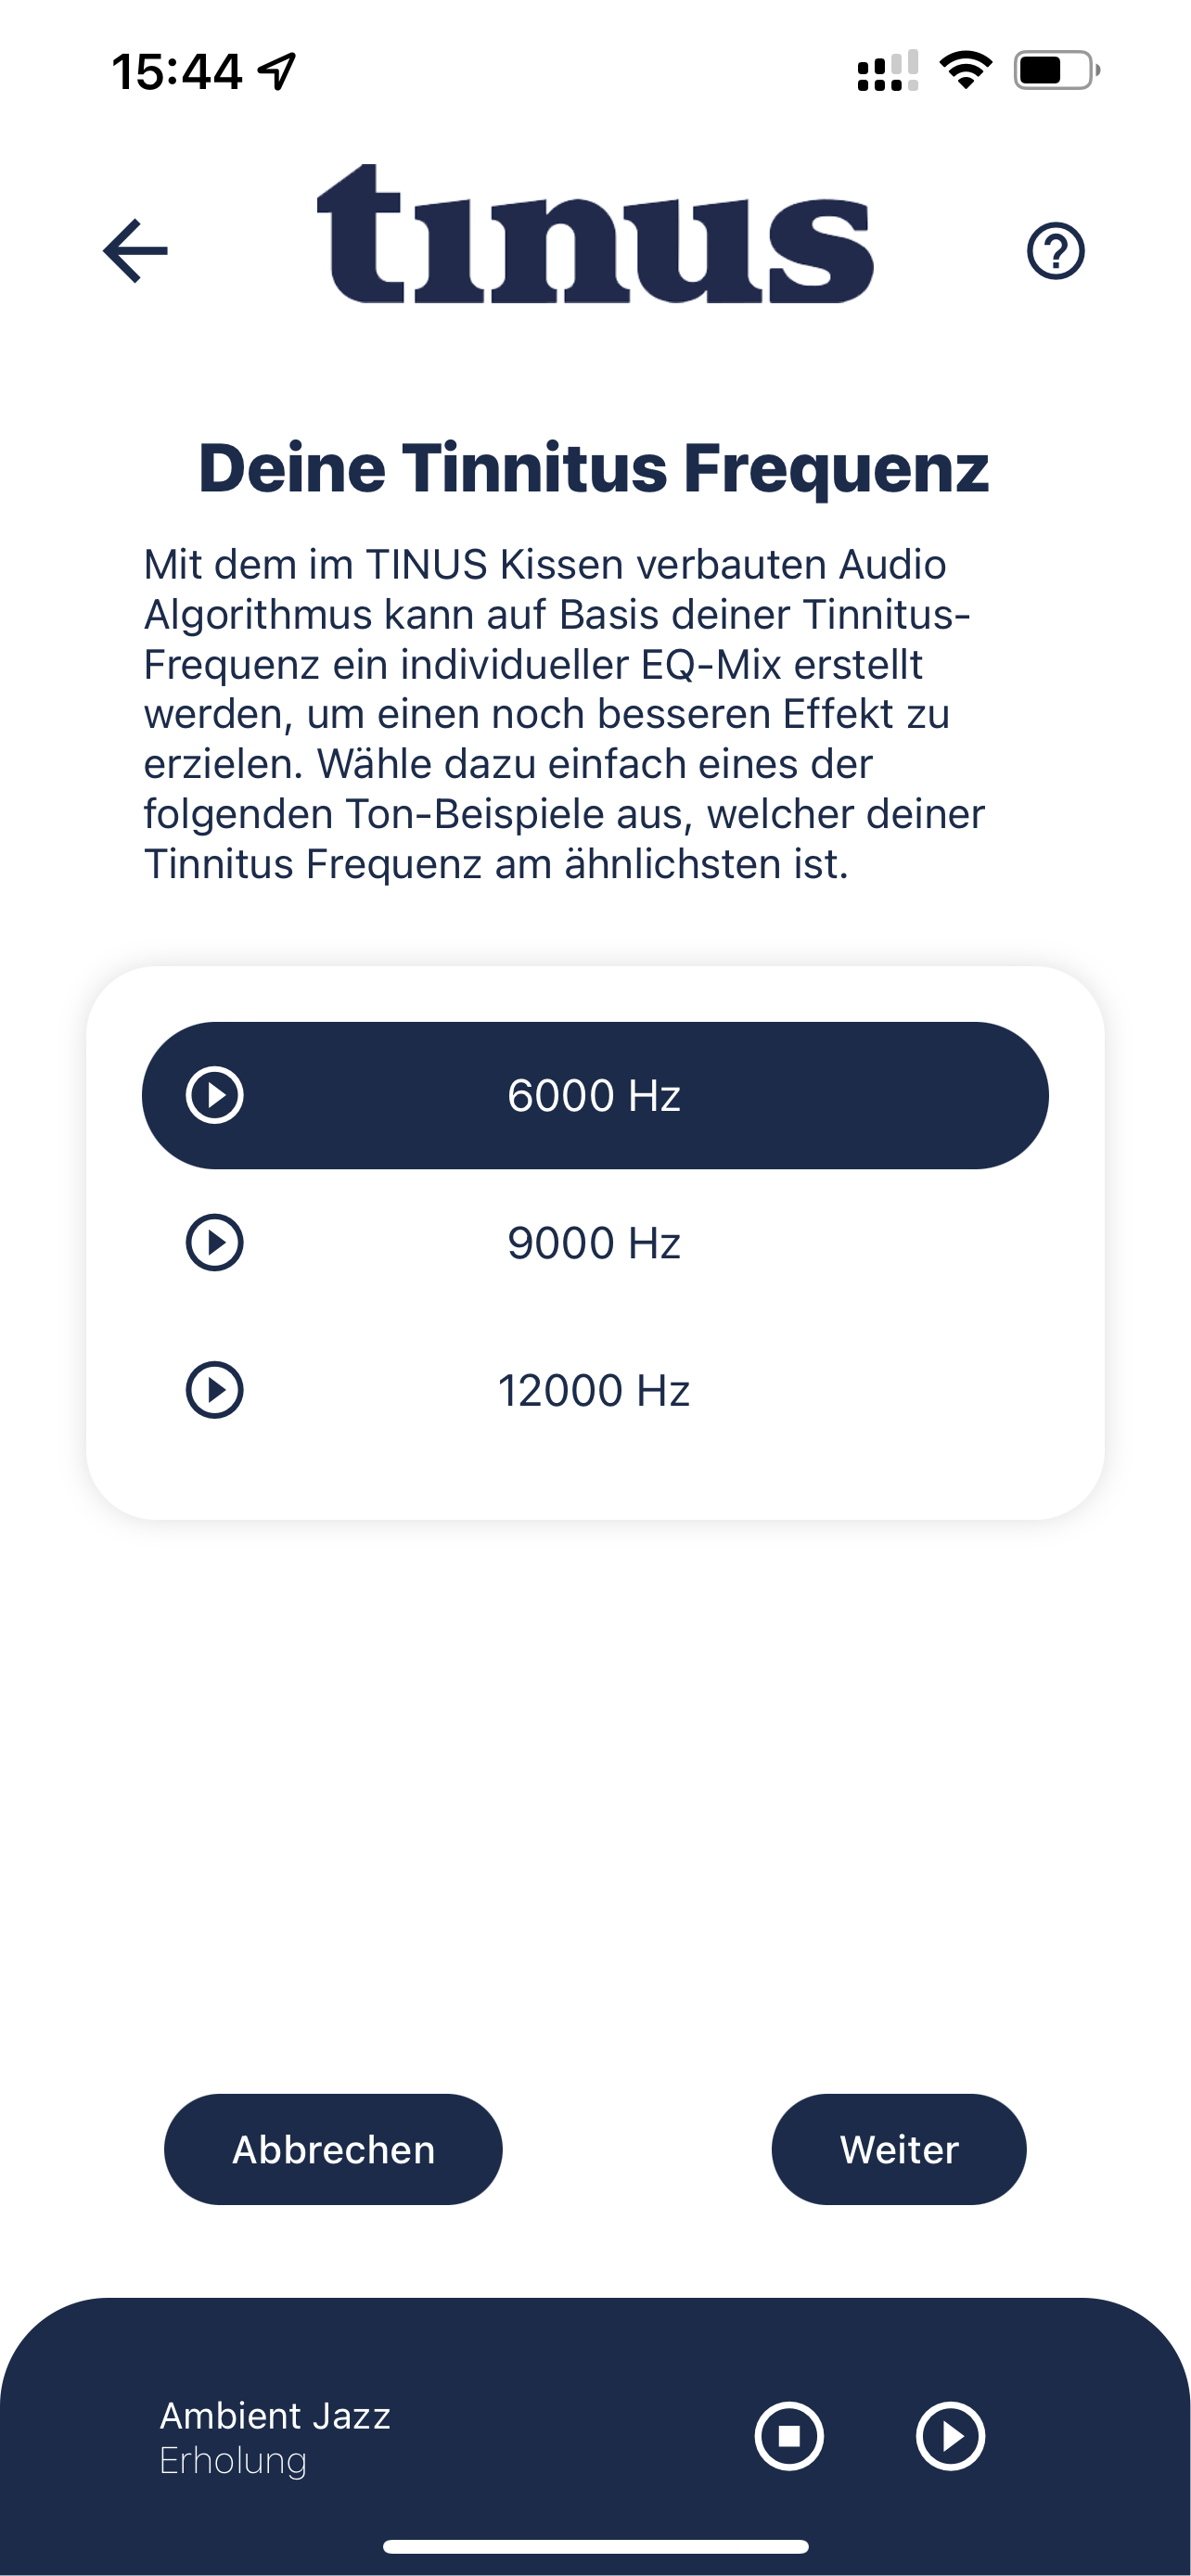 15:44
tinus
Deine Tinnitus Frequenz
Mit dem im TINUS Kissen verbauten Audio
Algorithmus kann auf Basis deiner Tinnitus-
Frequenz ein individueller EQ-Mix erstellt
werden, um einen noch besseren Effekt zu
erzielen. Wähle dazu einfach eines der
folgenden Ton-Beispiele aus, welcher deiner
Tinnitus Frequenz am ähnlichsten ist.
6000 Hz
9000 Hz
12000 Hz
Abbrechen
Weiter
Ambient Jazz
Erholung